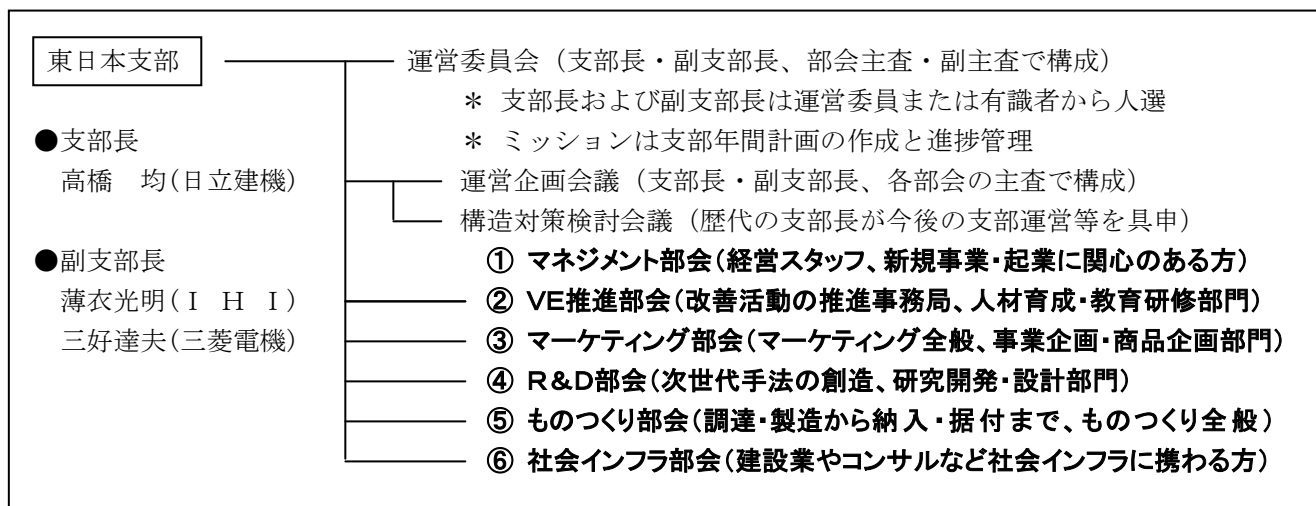 東日本支部
運営委員会（支部長・副支部長、部会主査・副主査で構成）
＊ 支部長および副支部長は運営委員または有識者から人選
＊ ミッションは支部年間計画の作成と進捗管理
●支部長
高橋　均(日立建機)
運営企画会議（支部長・副支部長、各部会の主査で構成）
構造対策検討会議（歴代の支部長が今後の支部運営等を具申）
●副支部長
薄衣光明(Ｉ Ｈ Ｉ)
三好達夫(三菱電機)
① マネジメント部会（経営スタッフ、新規事業・起業に関心のある方）
② VE推進部会（改善活動の推進事務局、人材育成・教育研修部門）
③ マーケティング部会（マーケティング全般、事業企画・商品企画部門）
④ R＆D部会（次世代手法の創造、研究開発・設計部門）
⑤ ものつくり部会（調達・製造から納入・据付まで、ものつくり全般）
⑥ 社会インフラ部会（建設業やコンサルなど社会インフラに携わる方）